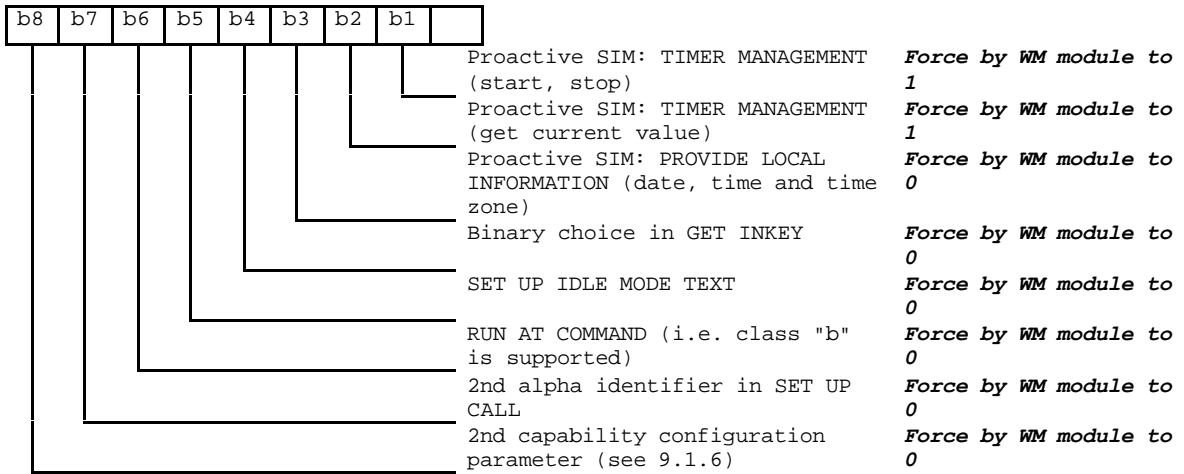 b8 b7 b6 b5 b4 b3 b2 b1
Proactive SIM: TIMER MANAGEMENT Force by WM module to
(start, stop) 1
Proactive SIM: TIMER MANAGEMENT Force by WM module to
(get current value) 1
Proactive SIM: PROVIDE LOCAL Force by WM module to
INFORMATION (date, time and time 0
zone)
Binary choice in GET INKEY Force by WM module to
0
SET UP IDLE MODE TEXT Force by WM module to
0
RUN AT COMMAND (i.e. class "b" Force by WM module to
is supported) 0
2nd alpha identifier in SET UP Force by WM module to
CALL 0
2nd capability configuration Force by WM module to
parameter (see 9.1.6) 0